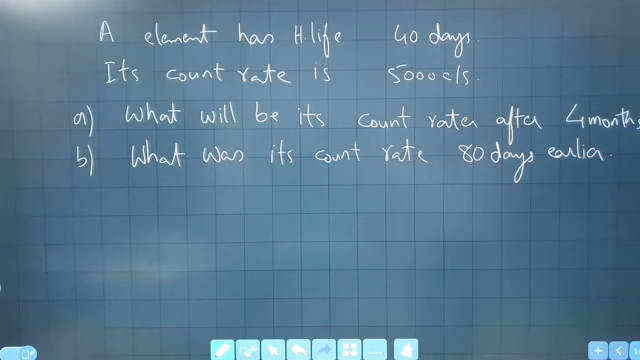 A element has H.life 40 days.
Its count rate is 5000 c/s.
a) What will be its count rates after 4 months
b) What was its count rate 80 days earlier.